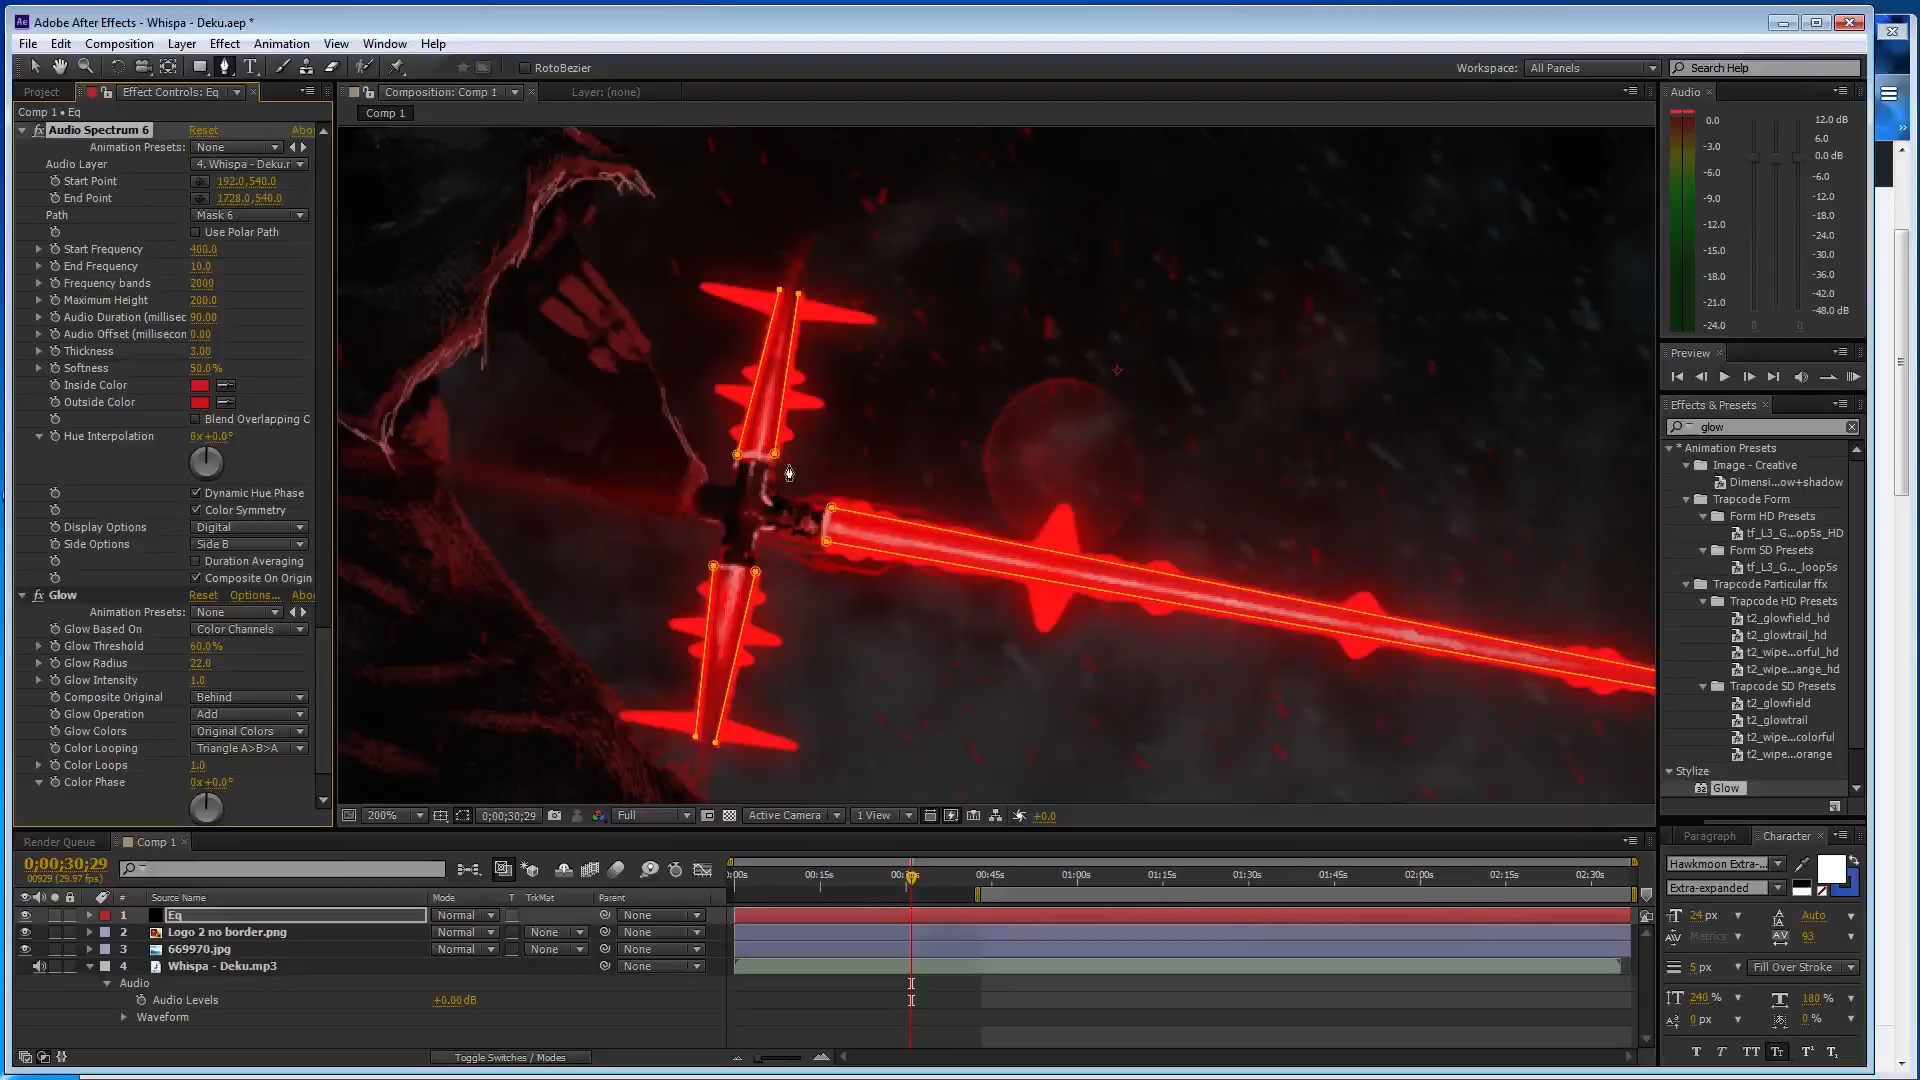 Adobe After Effects - Whispa - Deku.aep *
File Edit Composition Layer Effect Animation View Window Help
RotoBezier
Workspace: All Panels
Search Help
Project
Effect Controls: Eq
Comp 1 • Eq
Audio Spectrum 6 Reset Abo
Animation Presets: None
Audio Layer 4. Whispa - Deku.r
Start Point 192.0,540.0
End Point 1728.0,540.0
Path Mask 6
Use Polar Path
Start Frequency 400.0
End Frequency 10.0
Frequency bands 2000
Maximum Height 200.0
Audio Duration (millisec 90.00
Audio Offset (millisecon 0.00
Thickness 3.00
Softness 50.0%
Inside Color
Outside Color
Blend Overlapping C
Hue Interpolation 0x+0.0°
Dynamic Hue Phase
Color Symmetry
Display Options Digital
Side Options Side B
Duration Averaging
Composite On Origin
Glow Reset Options... Abo
Animation Presets: None
Glow Based On Color Channels
Glow Threshold 60.0%
Glow Radius 22.0
Glow Intensity 1.0
Composite Original Behind
Glow Operation Add
Glow Colors Original Colors
Color Looping Triangle A>B>A
Color Loops 1.0
Color Phase 0x+0.0°
Composition: Comp 1
Layer: (none)
Comp 1
200% 0;00;30;29 Full Active Camera 1 View +0.0
Audio
0.0
-3.0
-6.0
-9.0
-12.0
-15.0
-18.0
-21.0
-24.0
12.0 dB
6.0
0.0 dB
-6.0
-12.0
-18.0
-24.0
-30.0
-36.0
-42.0
-48.0 dB
0 0
Preview
Effects & Presets
glow
* Animation Presets
Image - Creative
Dimensi...ow+shadow
Trapcode Form
Form HD Presets
tf_L3_G...op5s_HD
Form SD Presets
tf_L3_G..._loop5s
Trapcode Particular ffx
Trapcode HD Presets
t2_glowfield_hd
t2_glowtrail_hd
t2_wipe...orful_hd
t2_wipe...ange_hd
Trapcode SD Presets
t2_glowfield
t2_glowtrail
t2_wipe...colorful
t2_wipe...orange
Stylize
Glow
Render Queue
Comp 1
0;00;30;29
00929 (29.97 fps)
# Source Name Mode T TrkMat Parent
1 Eq Normal None
2 Logo 2 no border.png Normal None None
3 669970.jpg Normal None None
4 Whispa - Deku.mp3 None
Audio
Audio Levels +0.00 dB
Waveform
Toggle Switches / Modes
00:15s 00:45s 01:00s 01:15s 01:30s 01:45s 02:00s 02:15s 02:30s
Paragraph Character
Hawkmoon Extra-...
Extra-expanded
24 px Auto
Metrics 93
5 px Fill Over Stroke
240 % 180 %
0 px 0 %
T T TT Tt T¹ T₁